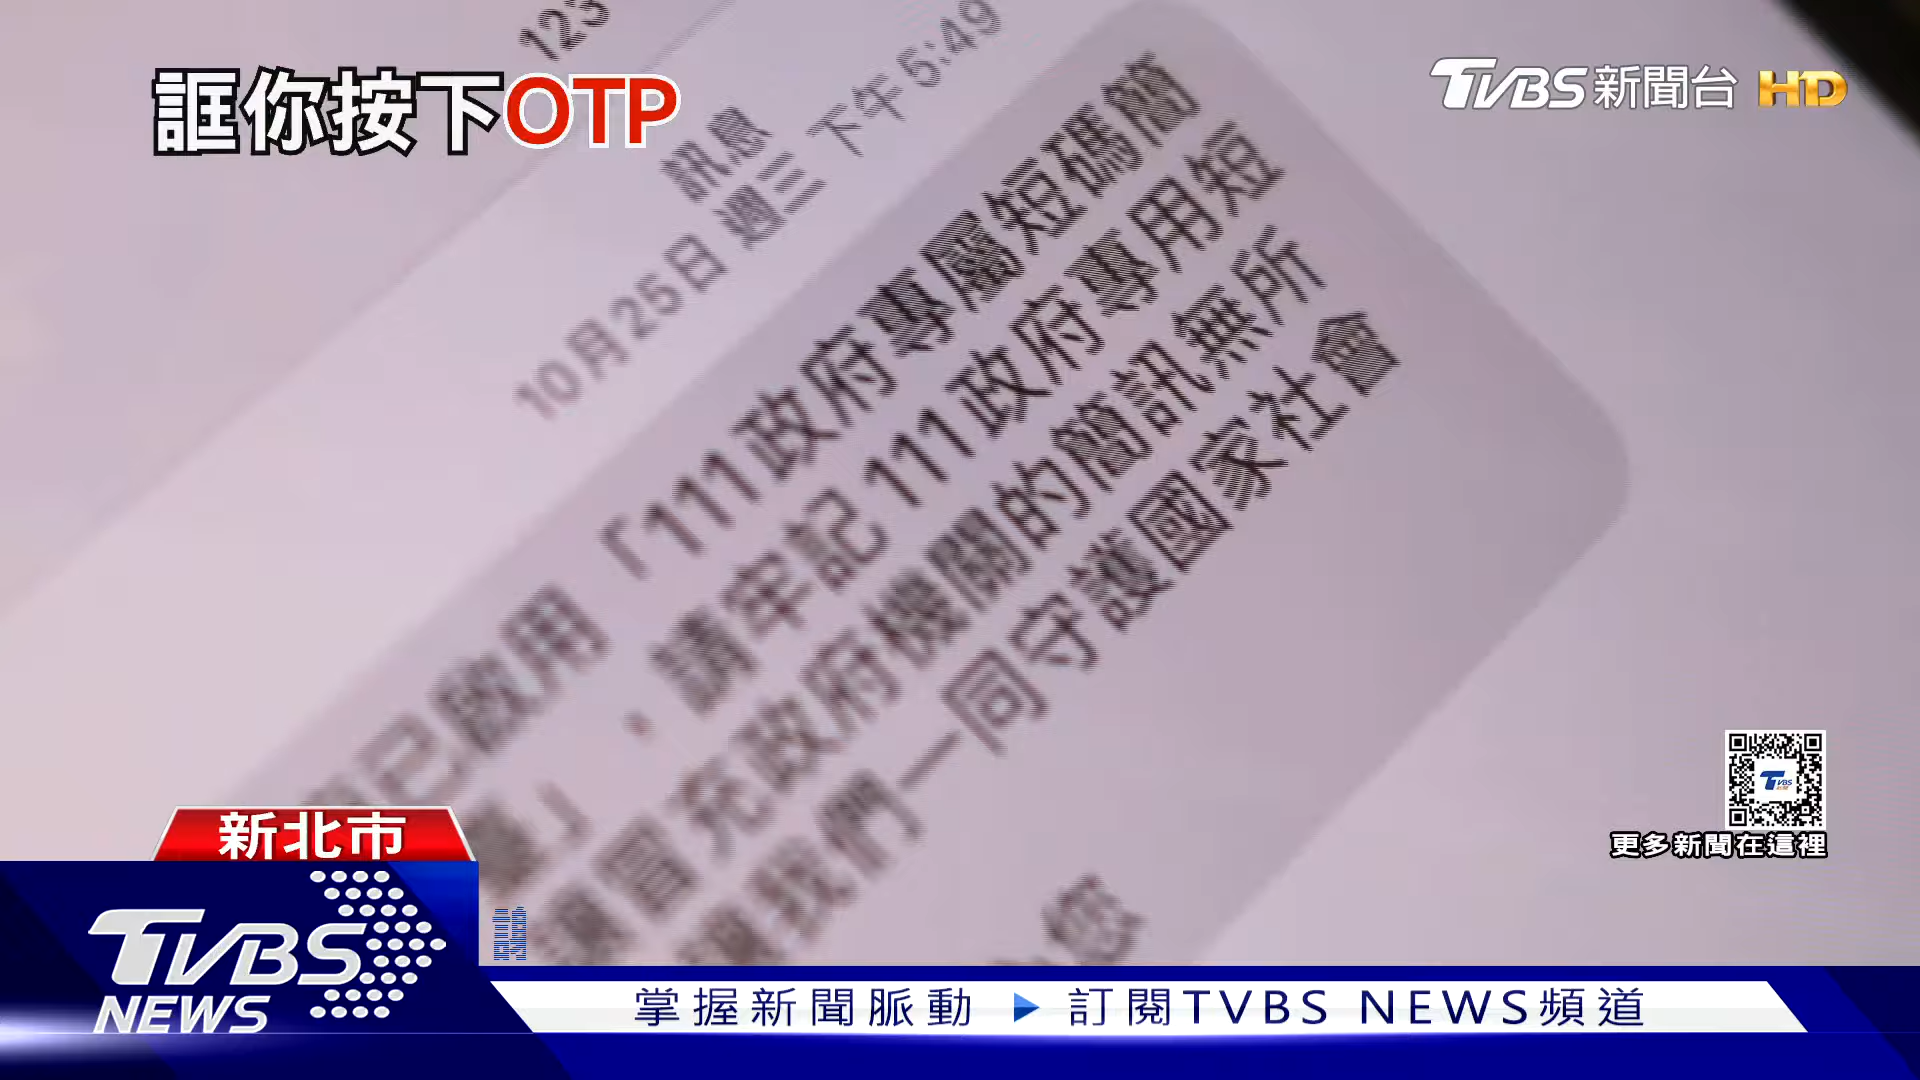 123
誆你按下OTP
TVBS新聞台 HD
訊息
10月25日 週三 下午 5:49
已啟用「111政府專屬短碼簡
」,請牢記 111政府專用短
讓冒充政府機關的簡訊無所
讓我們一同守護國家社會
您
TVBS
更多新聞在這裡
新北市
TVBS
NEWS
掌握新聞脈動 ▶ 訂閱TVBS NEWS頻道